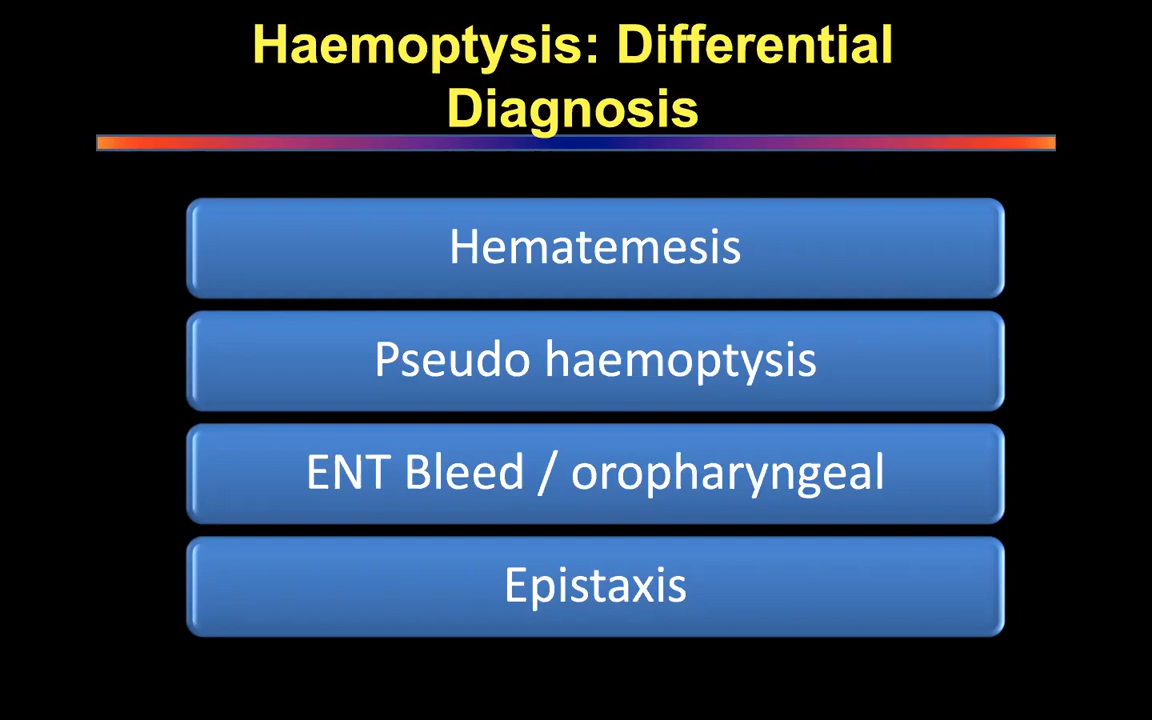 Haemoptysis: Differential
Diagnosis
Hematemesis
Pseudo haemoptysis
ENT Bleed / oropharyngeal
Epistaxis